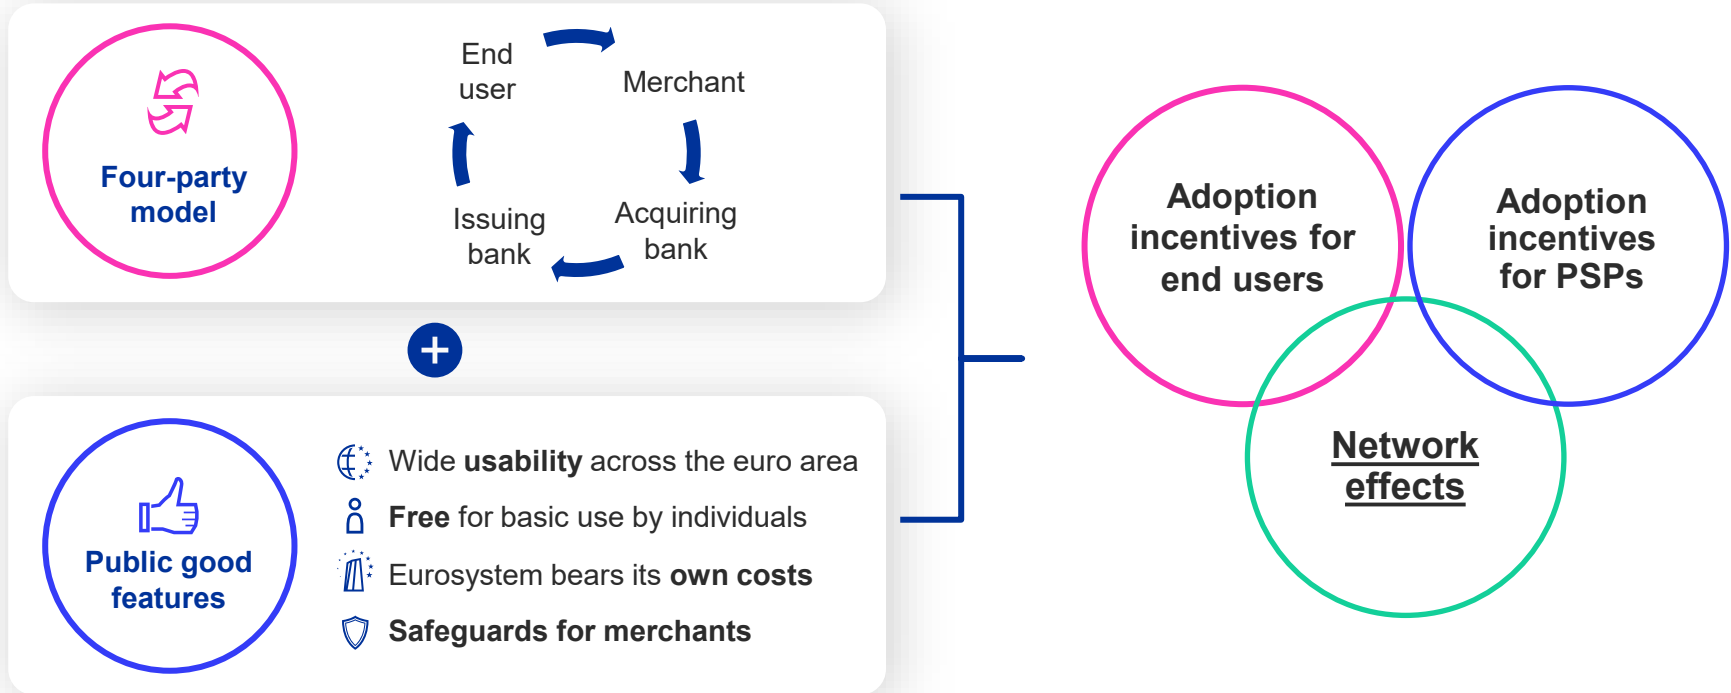 Four-party
model
End
user
Merchant
Issuing
bank
Acquiring
bank
Public good
features
Wide usability across the euro area
Free for basic use by individuals
Eurosystem bears its own costs
Safeguards for merchants
Adoption
incentives for
end users
Adoption
incentives
for PSPs
Network
effects